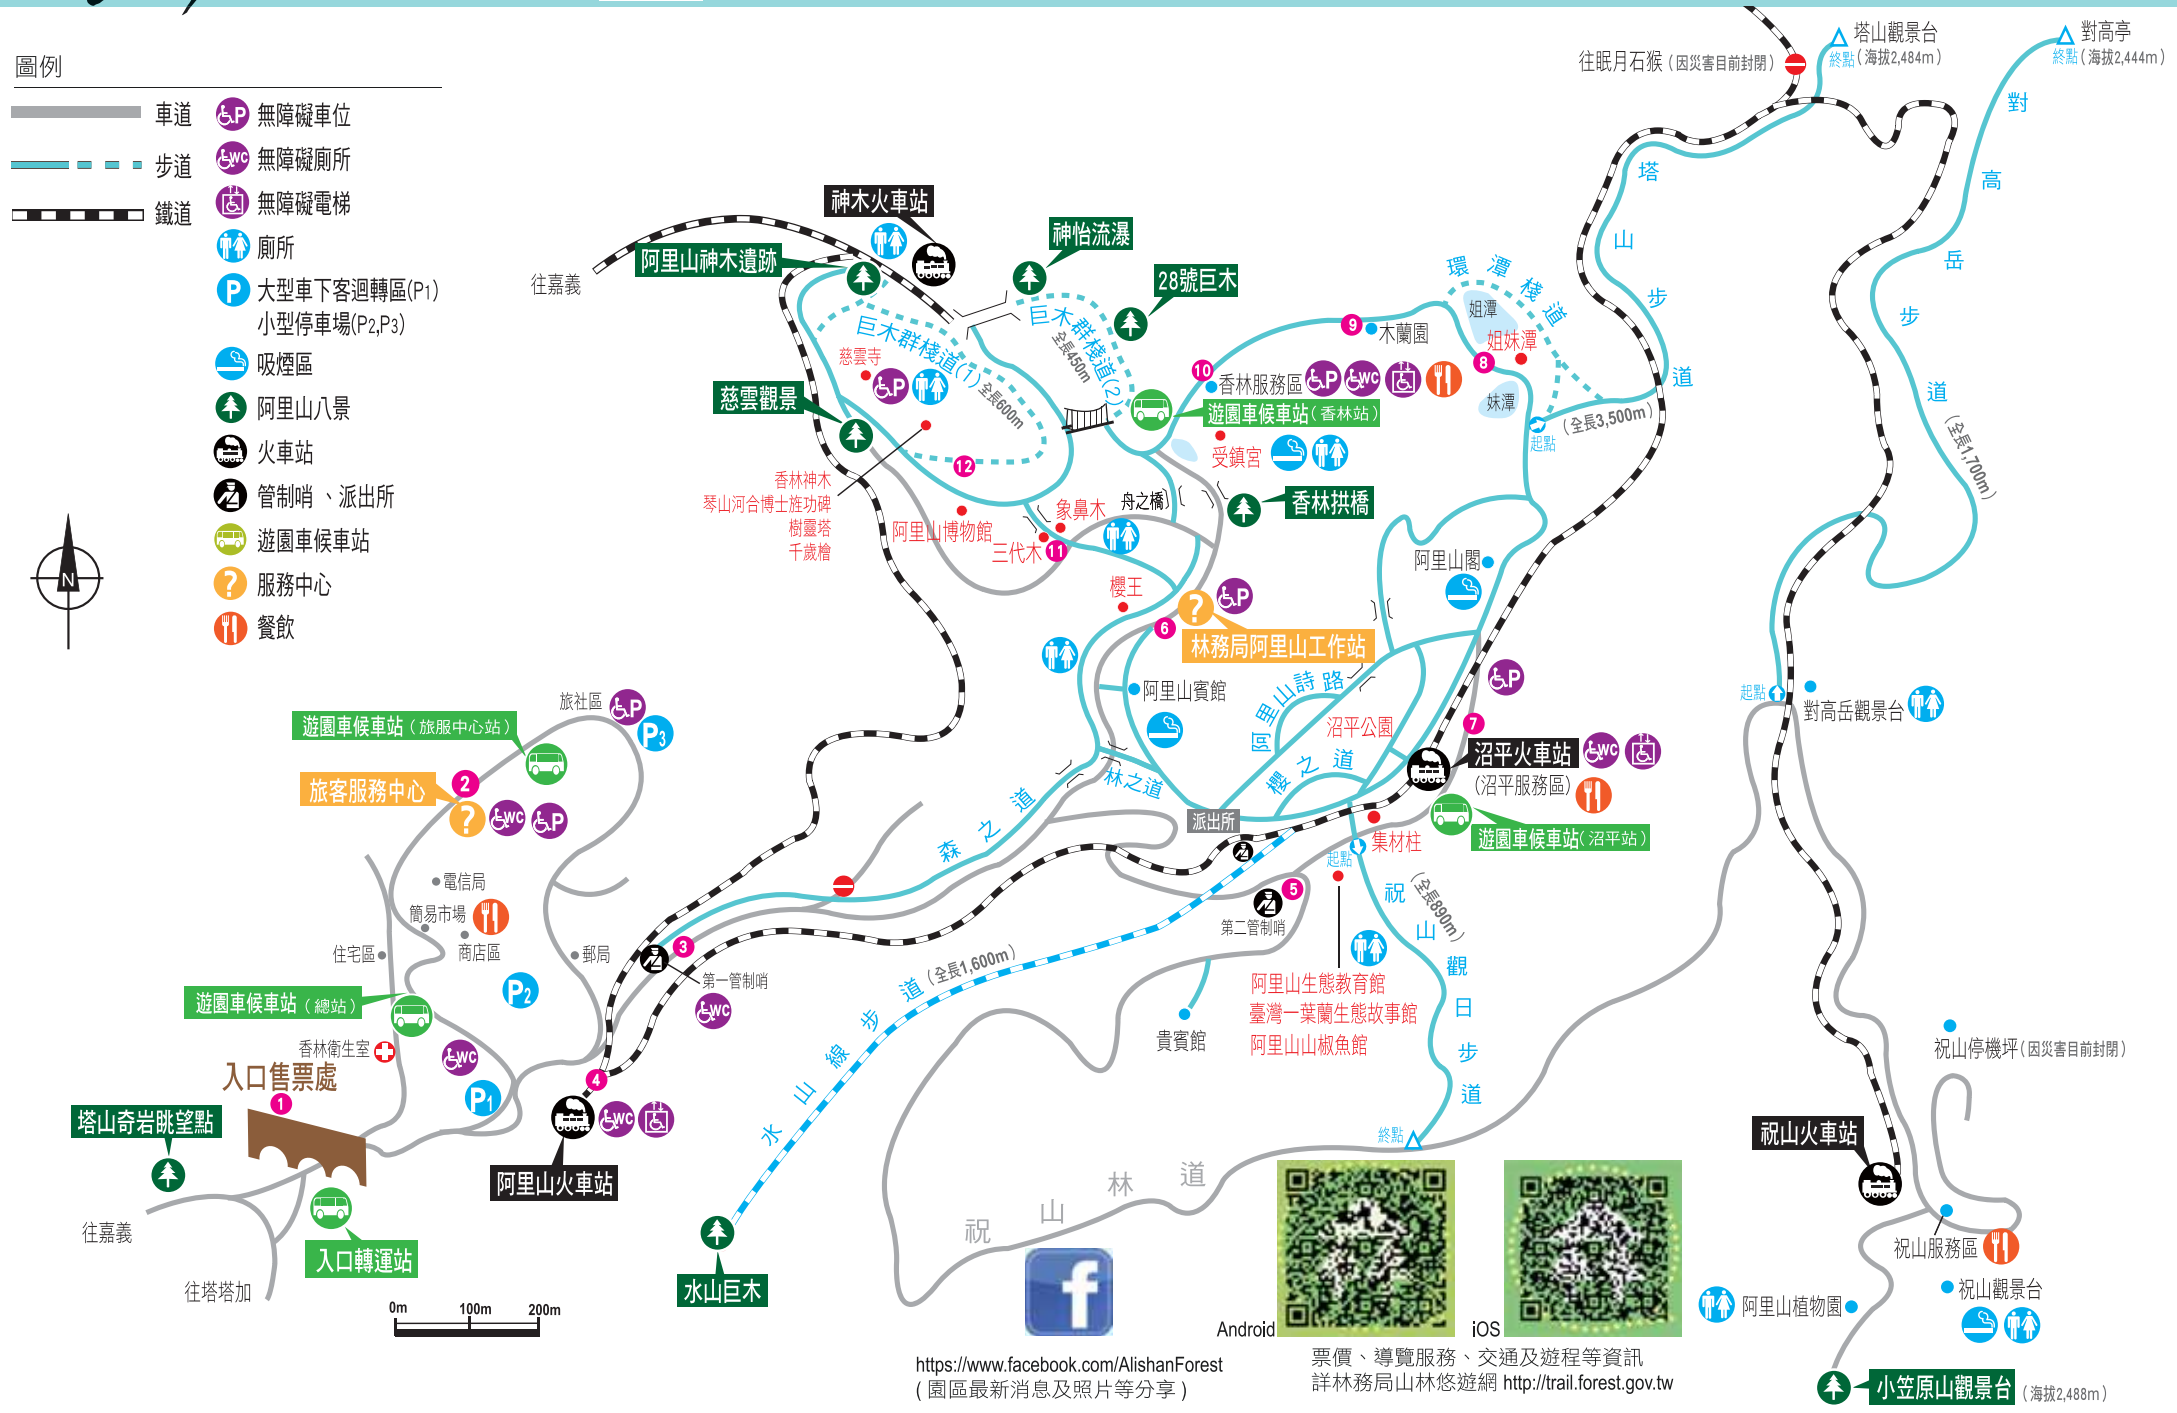 圖例
車道
步道
鐵道
無障礙車位
無障礙廁所
無障礙電梯
廁所
大型車下客迴轉區(P1)
小型停車場(P2,P3)
吸煙區
阿里山八景
火車站
管制哨、派出所
遊園車候車站
服務中心
餐飲
N
往眠月石猴(因災害目前封閉)
塔山觀景台
終點(海拔2,484m)
對高亭
終點(海拔2,444m)
對高岳步道
(全長1,700m)
塔山步道
(全長3,500m)
起點
神木火車站
阿里山神木遺跡
往嘉義
神怡流瀑
28號巨木
巨木群棧道(1)全長600m
巨木群棧道(2)
全長450m
慈雲寺
慈雲觀景
香林神木
琴山河合博士旌功碑
樹靈塔
千歲檜
12
阿里山博物館
象鼻木
三代木
11
舟之橋
9
木蘭園
10
香林服務區
遊園車候車站(香林站)
受鎮宮
香林拱橋
環潭棧道
姐潭
姐妹潭
8
妹潭
阿里山閣
櫻王
6
林務局阿里山工作站
阿里山賓館
阿里山詩路
沼平公園
櫻之道
林之道
森之道
派出所
7
沼平火車站
(沼平服務區)
遊園車候車站(沼平站)
集材柱
起點
起點
對高岳觀景台
旅社區
P3
遊園車候車站(旅服中心站)
旅客服務中心
2
電信局
簡易市場
商店區
住宅區
郵局
P2
遊園車候車站(總站)
香林衛生室
P1
入口售票處
1
塔山奇岩眺望點
往嘉義
往塔塔加
入口轉運站
3
第一管制哨
4
阿里山火車站
水山線步道
(全長1,600m)
水山巨木
5
第二管制哨
貴賓館
阿里山生態教育館
臺灣一葉蘭生態故事館
阿里山山椒魚館
祝山觀日步道
(全長890m)
終點
祝山林道
祝山停機坪(因災害目前封閉)
祝山火車站
祝山服務區
祝山觀景台
阿里山植物園
小笠原山觀景台(海拔2,488m)
0m 100m 200m
Android
iOS
https://www.facebook.com/AlishanForest
(園區最新消息及照片等分享)
票價、導覽服務、交通及遊程等資訊
詳林務局山林悠遊網 http://trail.forest.gov.tw